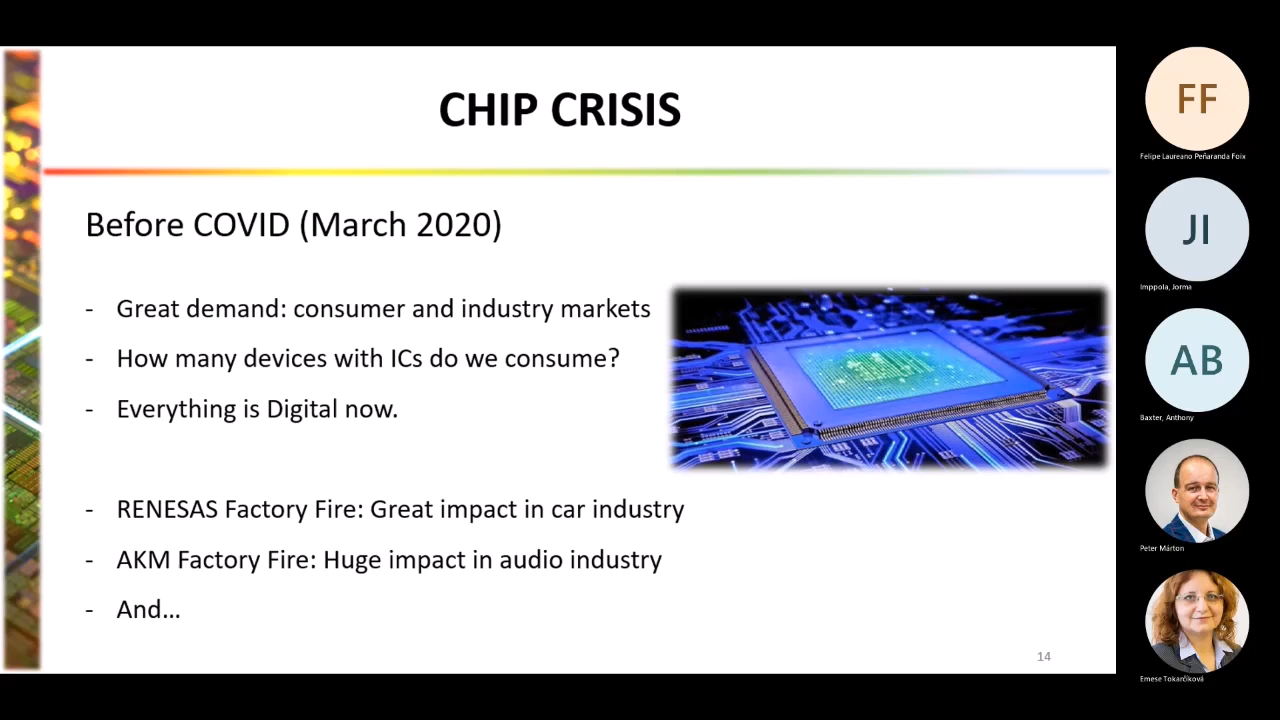 CHIP CRISIS
Before COVID (March 2020)
- Great demand: consumer and industry markets
- How many devices with ICs do we consume?
- Everything is Digital now.
- RENESAS Factory Fire: Great impact in car industry
- AKM Factory Fire: Huge impact in audio industry
- And...
14
FF
Felipe Laureano Peñaranda Foix
JI
Imppola, Jorma
AB
Baxter, Anthony
Peter Márton
Emese Tokarčíková